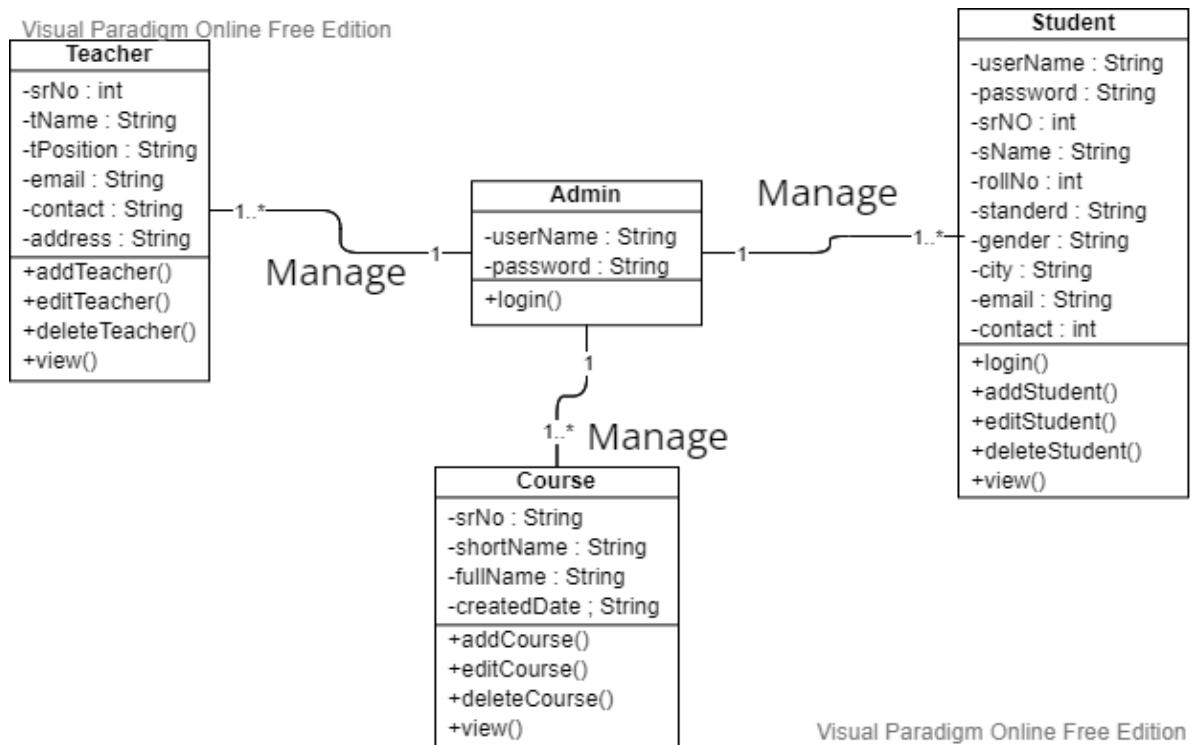 Visual Paradigm Online Free Edition
Teacher
-srNo : int
-tName : String
-tPosition : String
-email : String
-contact : String
-address : String
+addTeacher()
+editTeacher()
+deleteTeacher()
+view()
1..*
1
Manage
Admin
-userName : String
-password : String
+login()
Manage
1
1..*
Student
-userName : String
-password : String
-srNO : int
-sName : String
-rollNo : int
-standerd : String
-gender : String
-city : String
-email : String
-contact : int
+login()
+addStudent()
+editStudent()
+deleteStudent()
+view()
1
1..*
Manage
Course
-srNo : String
-shortName : String
-fullName : String
-createdDate ; String
+addCourse()
+editCourse()
+deleteCourse()
+view()
Visual Paradigm Online Free Edition